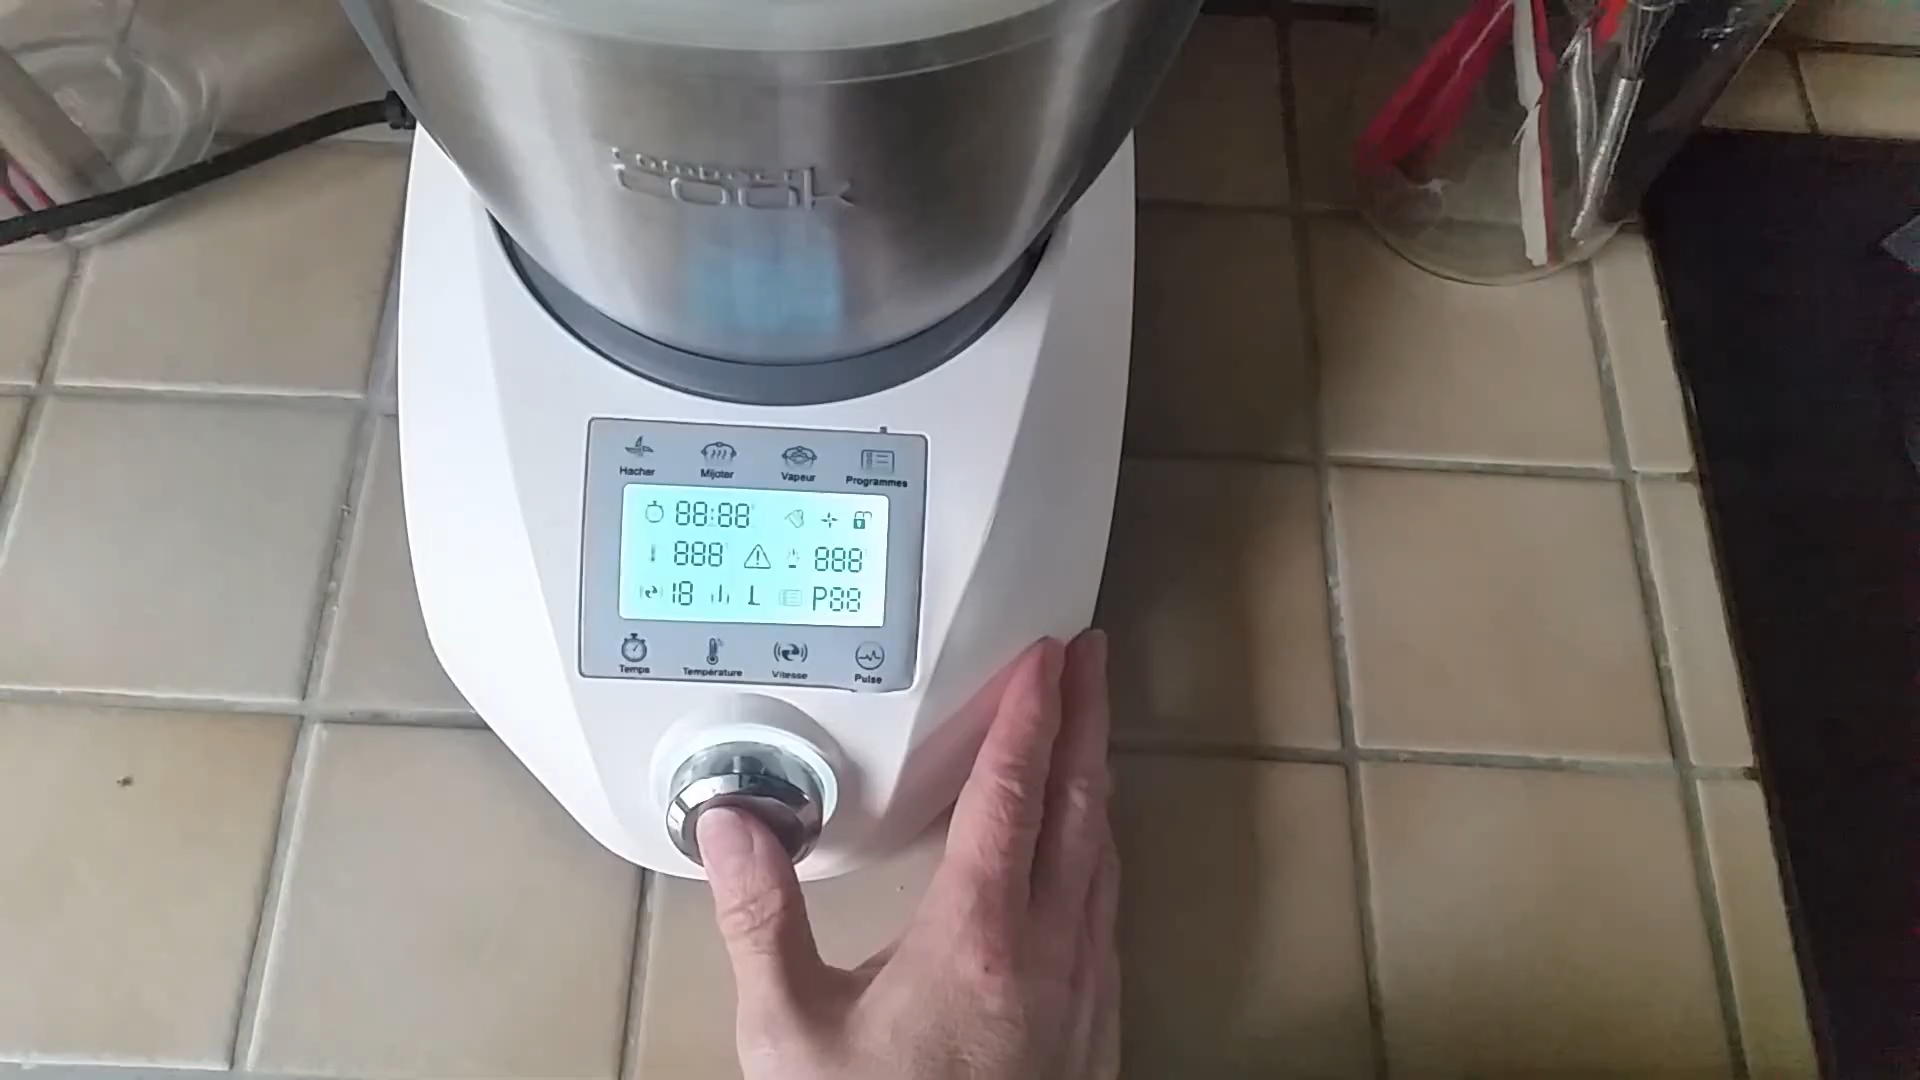 cook
Hacher Mijoter Vapeur Programmes
88:88
888 888
18 P88
Temps Température Vitesse Pulse